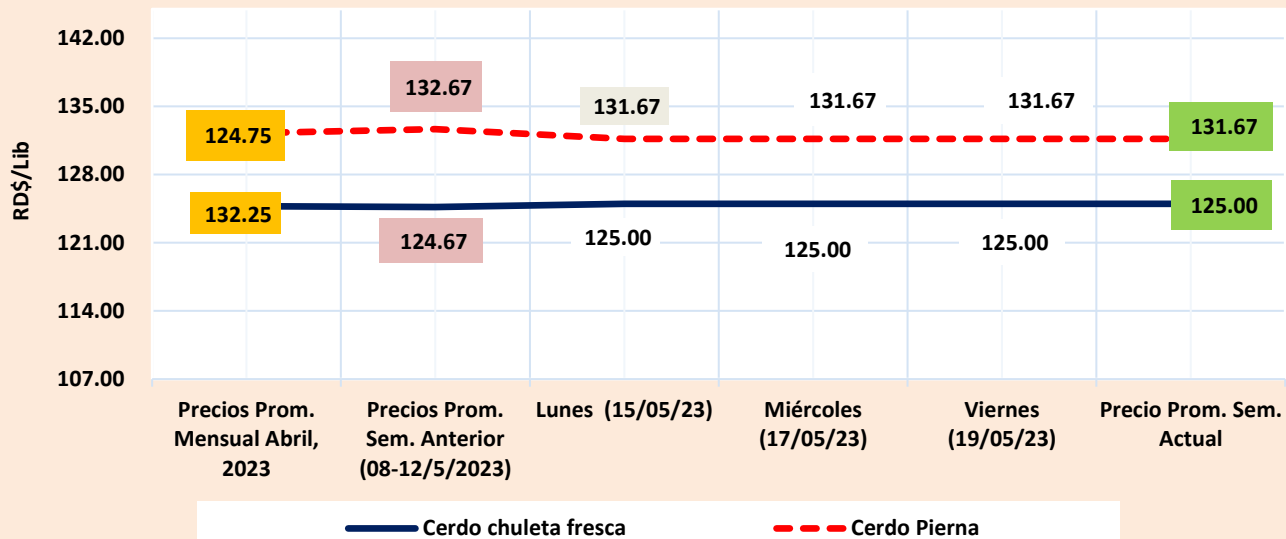 142.00
135.00
128.00
121.00
114.00
107.00
RD$/Lib
124.75
132.67
131.67
131.67
131.67
131.67
132.25
124.67
125.00
125.00
125.00
125.00
Precios Prom.
Mensual Abril,
2023
Precios Prom.
Sem. Anterior
(08-12/5/2023)
Lunes (15/05/23)
Miércoles
(17/05/23)
Viernes
(19/05/23)
Precio Prom. Sem.
Actual
Cerdo chuleta fresca
Cerdo Pierna